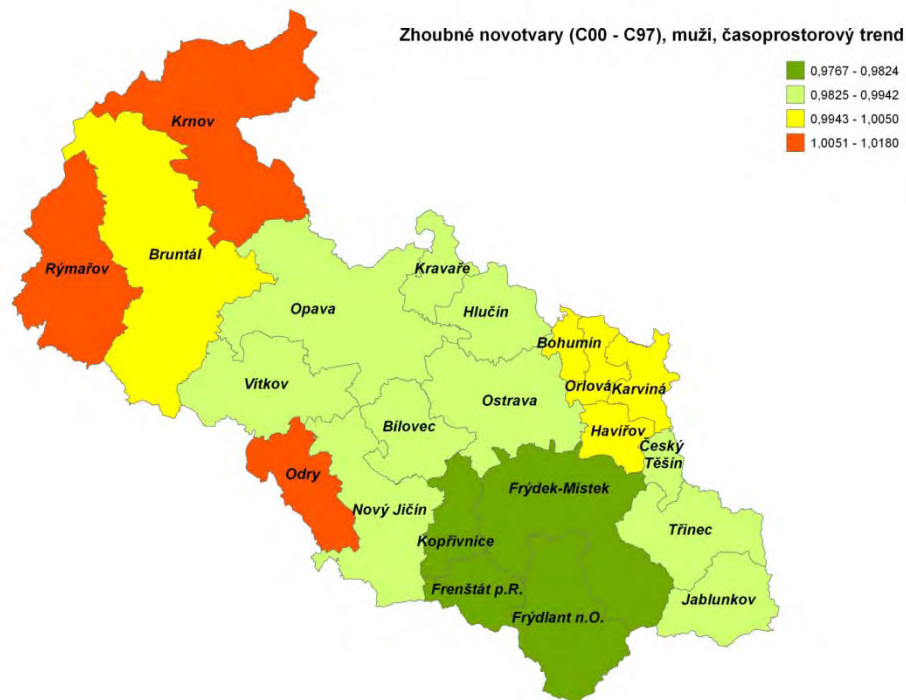 Zhoubné novotvary (C00 - C97), muži, časoprostorový trend
0,9767 - 0,9824
0,9825 - 0,9942
0,9943 - 1,0050
1,0051 - 1,0180
Krnov
Rýmařov
Bruntál
Kravaře
Opava
Hlučín
Bohumín
Vítkov
Orlová
Karviná
Ostrava
Bílovec
Havířov
Český
Těšín
Odry
Frýdek-Místek
Nový Jičín
Třinec
Kopřivnice
Frenštát p.R.
Jablunkov
Frýdlant n.O.